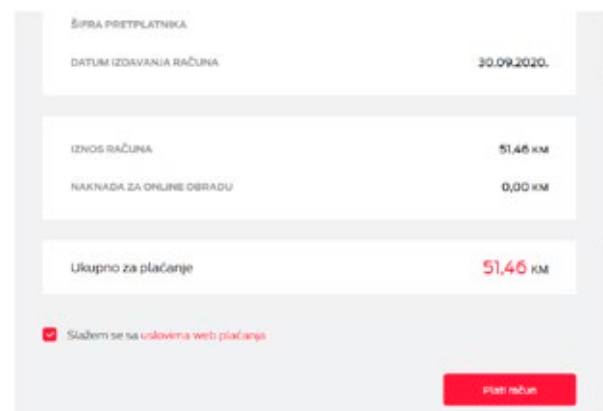 ŠIFRA PRETPLATNIKA
DATUM IZDAVANJA RAČUNA 30.09.2020.
IZNOS RAČUNA 51,46 KM
NAKNADA ZA ONLINE OBRADU 0,00 KM
Ukupno za plaćanje 51,46 KM
Slažem se sa uslovima web plaćanja
Plati račun